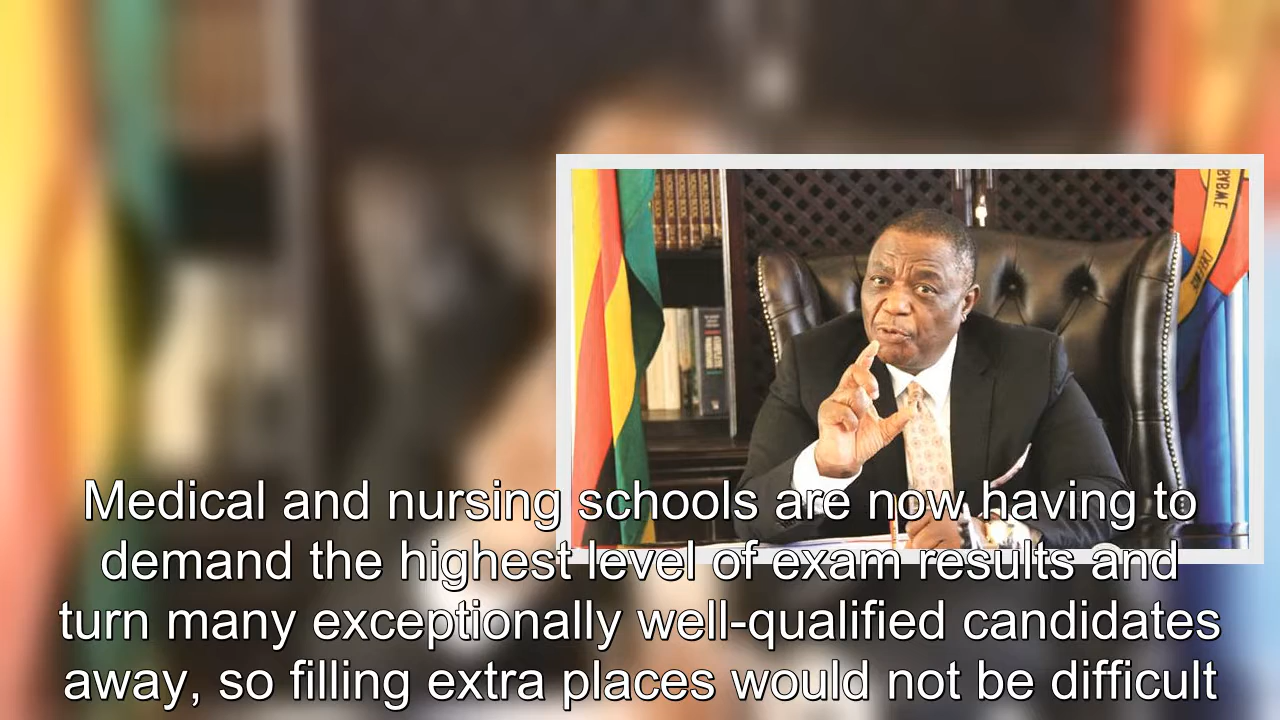 BABWE
Medical and nursing schools are now having to
demand the highest level of exam results and
turn many exceptionally well-qualified candidates
away, so filling extra places would not be difficult